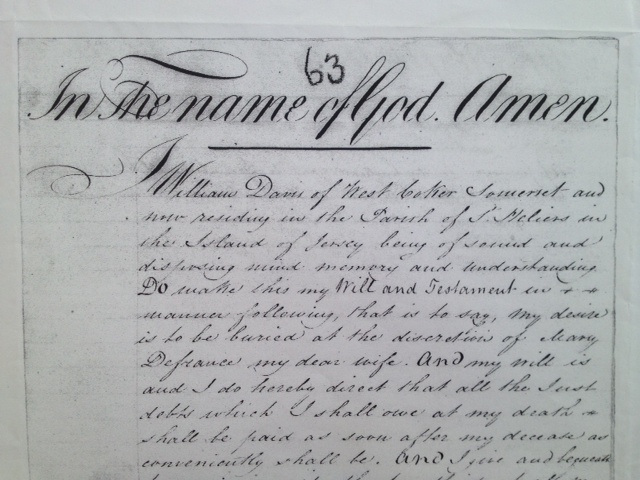 63
In The name of God. Amen.
I William Davis of West Coker Somerset and
now residing in the Parish of St Heliers in
the Island of Jersey being of sound and
disposing mind memory and understanding
Do make this my Will and Testament in
manner following, that is to say, my desire
is to be buried at the discretion of Mary
Defrance my dear wife. And my will is
and I do hereby direct that all the Just
debts which I shall owe at my death
shall be paid as soon after my decease as
conveniently shall be. And I give and bequeath